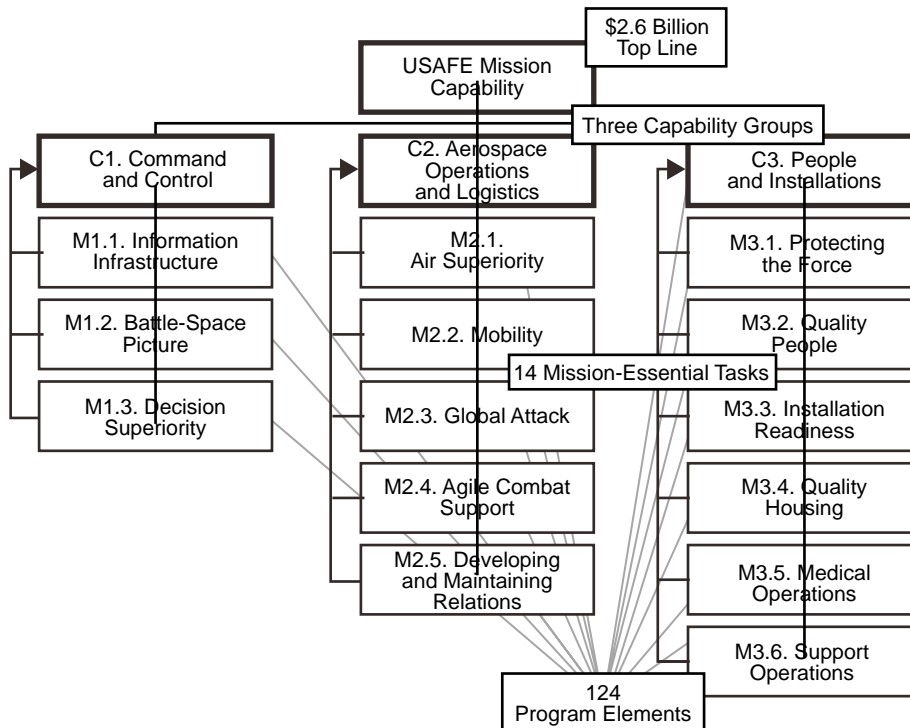 $2.6 Billion
Top Line
USAFE Mission
Capability
Three Capability Groups
C1. Command
and Control
C2. Aerospace
Operations
and Logistics
C3. People
and Installations
M1.1. Information
Infrastructure
M2.1.
Air Superiority
M3.1. Protecting
the Force
M1.2. Battle-Space
Picture
M2.2. Mobility
M3.2. Quality
People
14 Mission-Essential Tasks
M1.3. Decision
Superiority
M2.3. Global Attack
M3.3. Installation
Readiness
M2.4. Agile Combat
Support
M3.4. Quality
Housing
M2.5. Developing
and Maintaining
Relations
M3.5. Medical
Operations
M3.6. Support
Operations
124
Program Elements